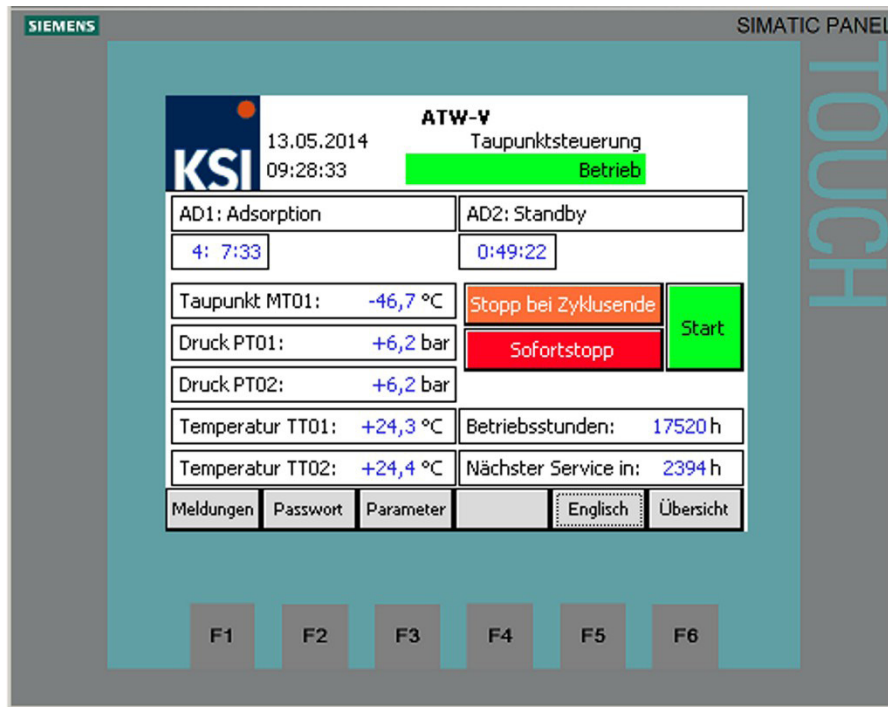 SIEMENS
SIMATIC PANEL
TOUCH
KSI
ATW-V
13.05.2014
Taupunktsteuerung
09:28:33
Betrieb
AD1: Adsorption
AD2: Standby
4: 7:33
0:49:22
Taupunkt MT01: -46,7 °C
Stopp bei Zyklusende
Start
Druck PT01: +6,2 bar
Sofortstopp
Druck PT02: +6,2 bar
Temperatur TT01: +24,3 °C
Betriebsstunden: 17520 h
Temperatur TT02: +24,4 °C
Nächster Service in: 2394 h
Meldungen Passwort Parameter Englisch Übersicht
F1 F2 F3 F4 F5 F6